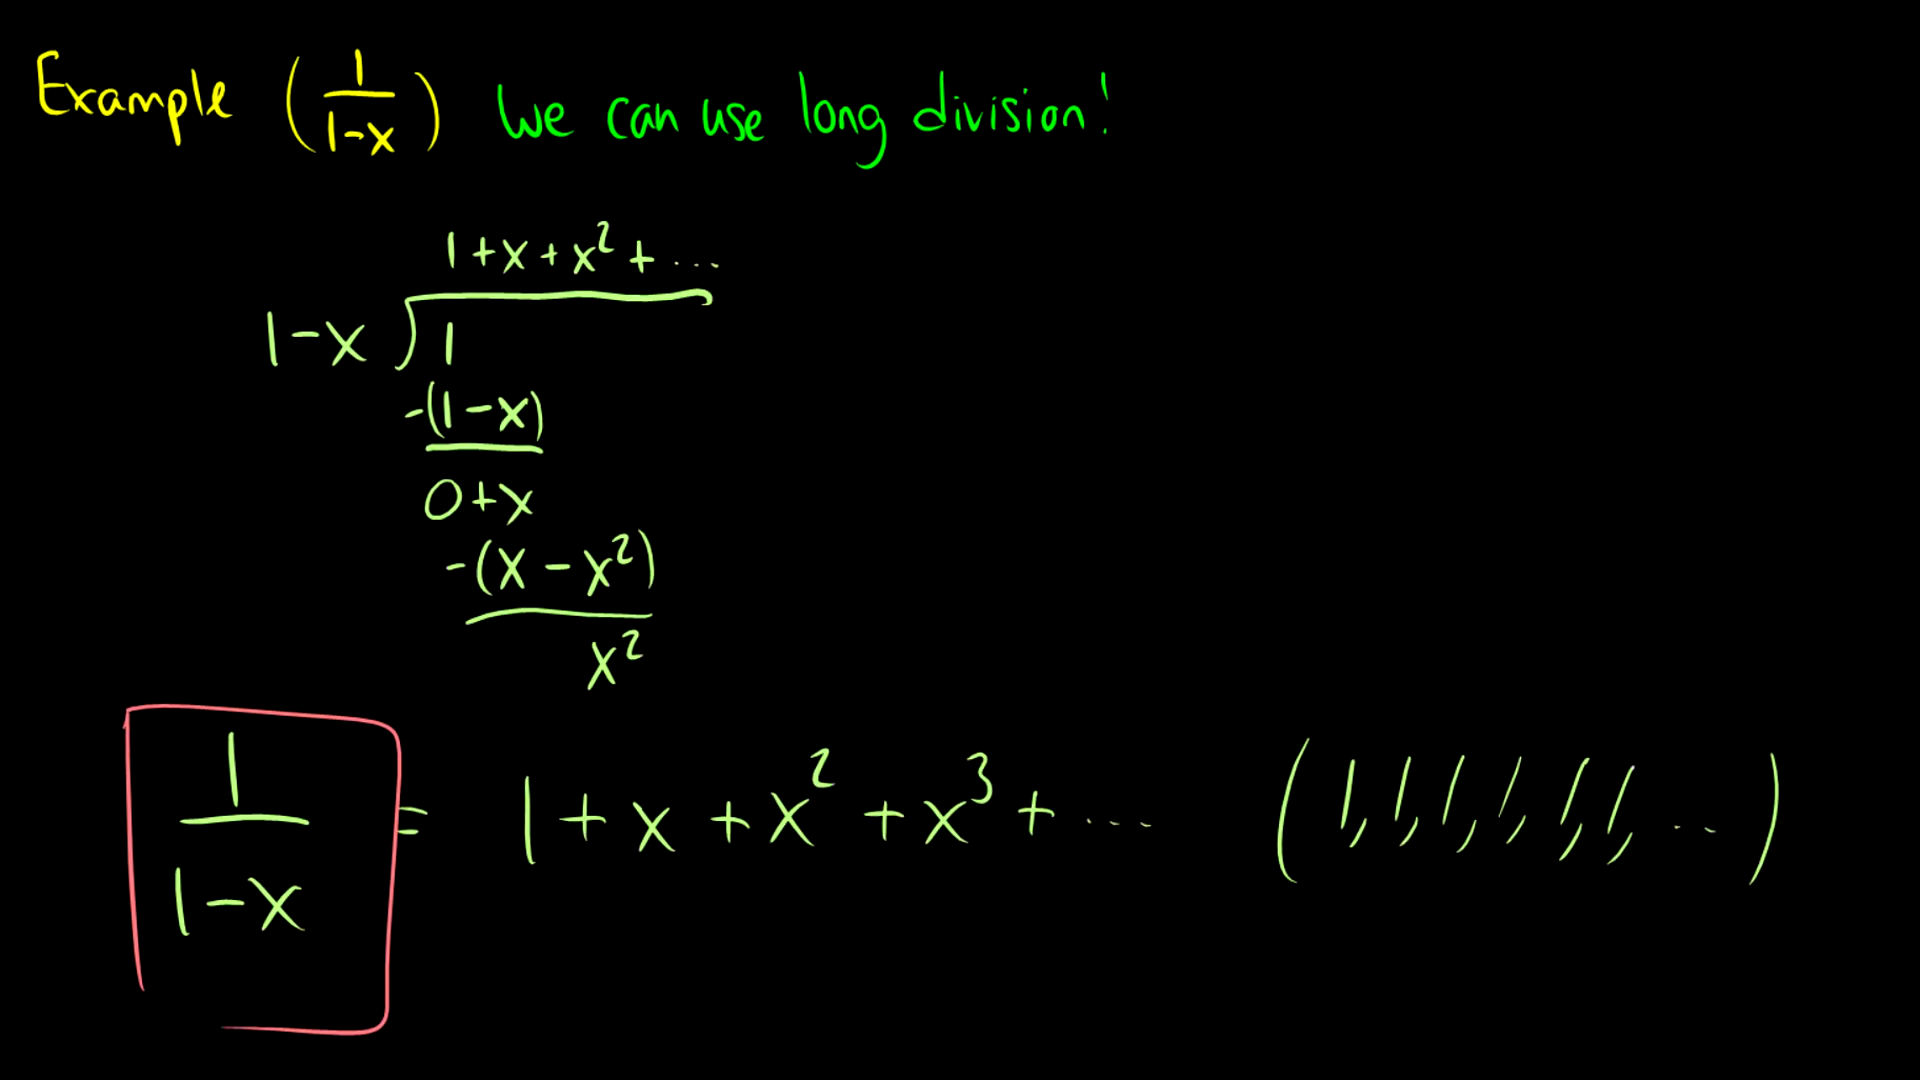 Example (1/(1-x)) We can use long division!
1+x+x²+...
1-x 1
-(1-x)
0+x
-(x-x²)
x²
1/(1-x) = 1+x+x²+x³+... (1,1,1,1,1,1,...)